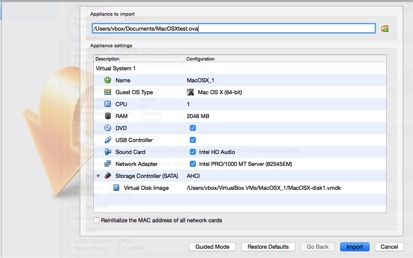 Appliance to import
/Users/vbox/Documents/MacOSXtest.ova
Appliance settings
Description Configuration
Virtual System 1
Name MacOSX_1
Guest OS Type Mac OS X (64-bit)
CPU 1
RAM 2048 MB
DVD
USB Controller
Sound Card Intel HD Audio
Network Adapter Intel PRO/1000 MT Server (82545EM)
Storage Controller (SATA) AHCI
Virtual Disk Image /Users/vbox/VirtualBox VMs/MacOSX_1/MacOSX-disk1.vmdk
Reinitialize the MAC address of all network cards
Guided Mode Restore Defaults Go Back Import Cancel